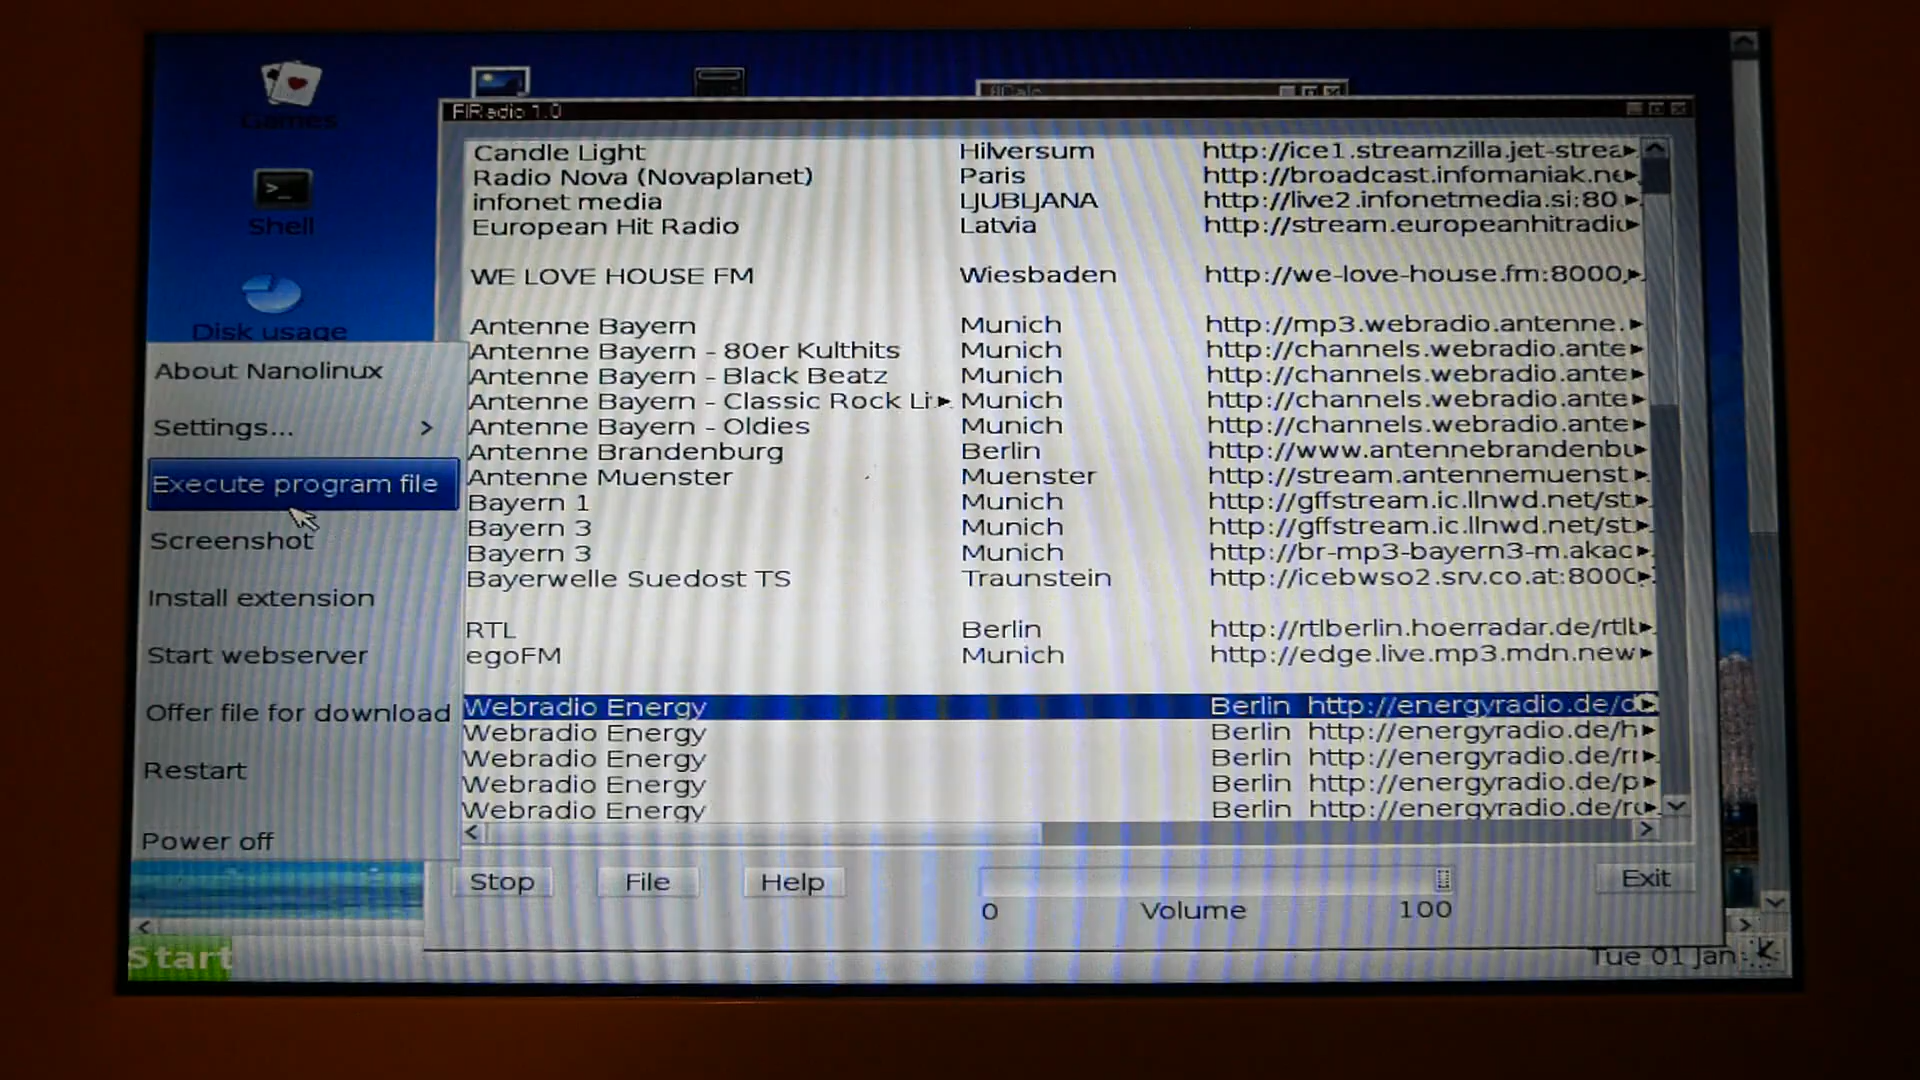 Games
Shell
Disk usage
About Nanolinux
Settings... >
Execute program file
Screenshot
Install extension
Start webserver
Offer file for download
Restart
Power off
Start
flCalc
FlRadio 1.0
Candle Light Hilversum http://ice1.streamzilla.jet-strea
Radio Nova (Novaplanet) Paris http://broadcast.infomaniak.ne
infonet media LJUBLJANA http://live2.infonetmedia.si:80
European Hit Radio Latvia http://stream.europeanhitradio
WE LOVE HOUSE FM Wiesbaden http://we-love-house.fm:8000/
Antenne Bayern Munich http://mp3.webradio.antenne.
Antenne Bayern - 80er Kulthits Munich http://channels.webradio.ante
Antenne Bayern - Black Beatz Munich http://channels.webradio.ante
Antenne Bayern - Classic Rock Li Munich http://channels.webradio.ante
Antenne Bayern - Oldies Munich http://channels.webradio.ante
Antenne Brandenburg Berlin http://www.antennebrandenbu
Antenne Muenster Muenster http://stream.antennemuenst
Bayern 1 Munich http://gffstream.ic.llnwd.net/st
Bayern 3 Munich http://gffstream.ic.llnwd.net/st
Bayern 3 Munich http://br-mp3-bayern3-m.akac
Bayerwelle Suedost TS Traunstein http://icebwso2.srv.co.at:8000
RTL Berlin http://rtlberlin.hoerradar.de/rtlb
egoFM Munich http://edge.live.mp3.mdn.new
Webradio Energy Berlin http://energyradio.de/d
Webradio Energy Berlin http://energyradio.de/h
Webradio Energy Berlin http://energyradio.de/m
Webradio Energy Berlin http://energyradio.de/p
Webradio Energy Berlin http://energyradio.de/ro
Stop File Help Exit
0 Volume 100
Tue 01 Jan